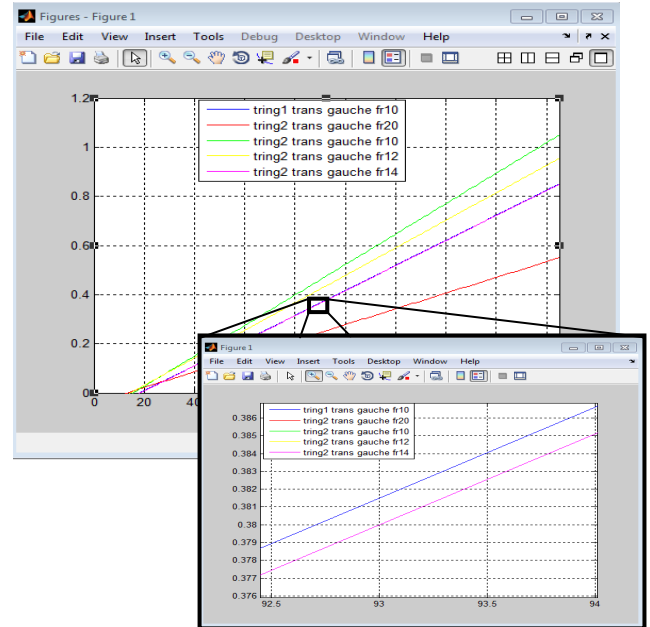 Figures - Figure 1
File Edit View Insert Tools Debug Desktop Window Help
1.2
1
0.8
0.6
0.4
0.2
0
0 20 40
tring1 trans gauche fr10
tring2 trans gauche fr20
tring2 trans gauche fr10
tring2 trans gauche fr12
tring2 trans gauche fr14
Figure 1
File Edit View Insert Tools Desktop Window Help
0.386
0.385
0.384
0.383
0.382
0.381
0.38
0.379
0.378
0.377
0.376
92.5 93 93.5 94
tring1 trans gauche fr10
tring2 trans gauche fr20
tring2 trans gauche fr10
tring2 trans gauche fr12
tring2 trans gauche fr14